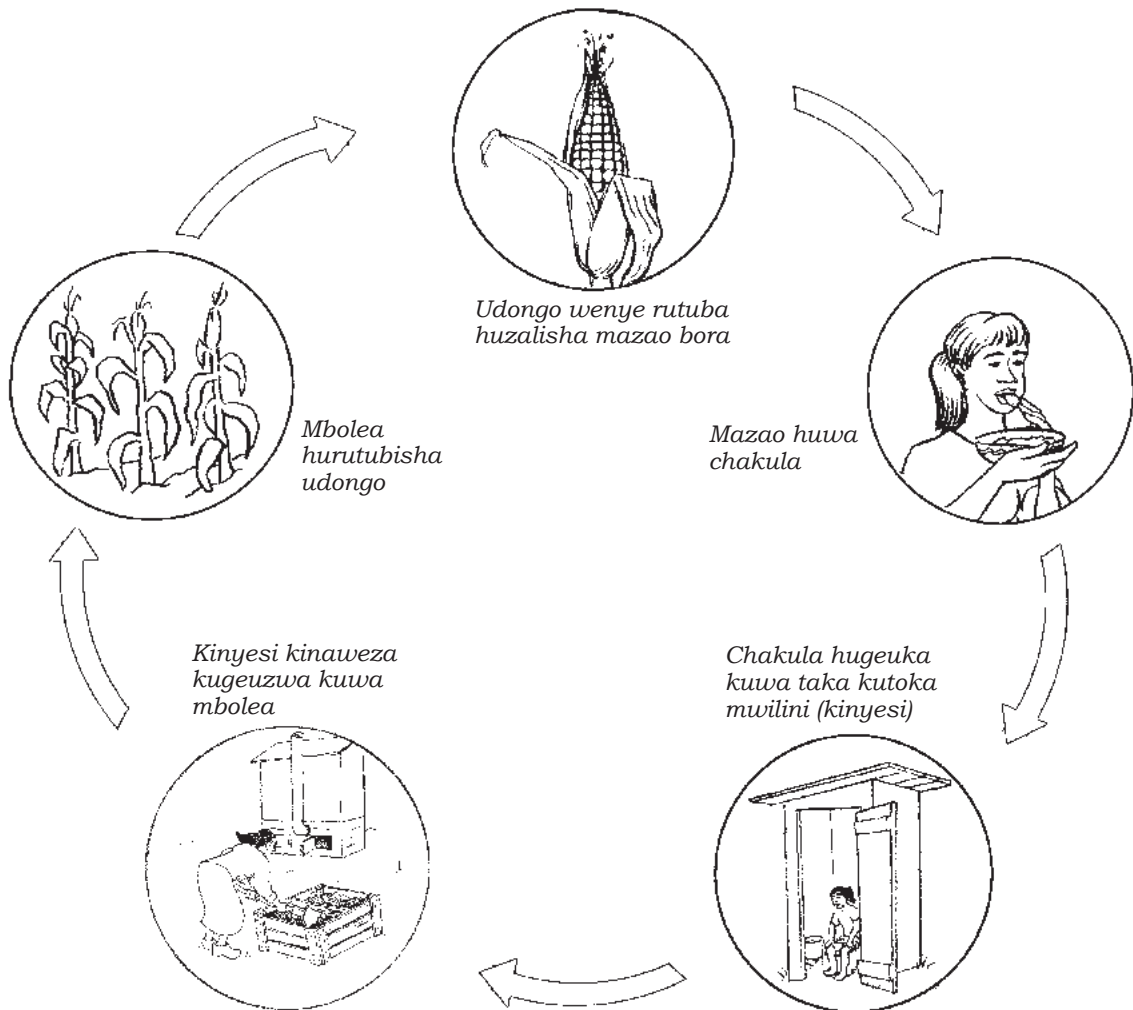 Udongo wenye rutuba
huzalisha mazao bora
Mazao huwa
chakula
Chakula hugeuka
kuwa taka kutoka
mwilini (kinyesi)
Kinyesi kinaweza
kugeuzwa kuwa
mbolea
Mbolea
hurutubisha
udongo